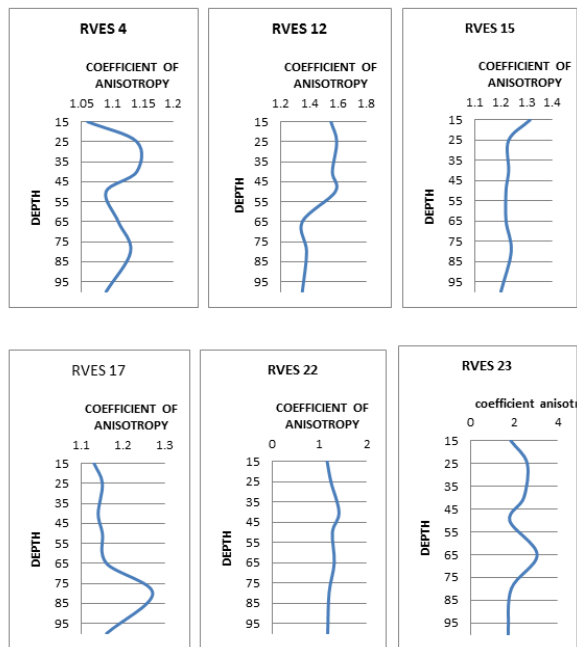 RVES 4
COEFFICIENT OF
ANISOTROPY
1.05 1.1 1.15 1.2
15
25
35
45
55
65
75
85
95
DEPTH
RVES 12
COEFFICIENT OF
ANISOTROPY
1.2 1.4 1.6 1.8
15
25
35
45
55
65
75
85
95
DEPTH
RVES 15
COEFFICIENT OF
ANISOTROPY
1.1 1.2 1.3 1.4
15
25
35
45
55
65
75
85
95
DEPTH
RVES 17
COEFFICIENT OF
ANISOTROPY
1.1 1.2 1.3
15
25
35
45
55
65
75
85
95
DEPTH
RVES 22
COEFFICIENT OF
ANISOTROPY
0 1 2
15
25
35
45
55
65
75
85
95
DEPTH
RVES 23
coefficient anisotr
0 2 4
15
25
35
45
55
65
75
85
95
DEPTH